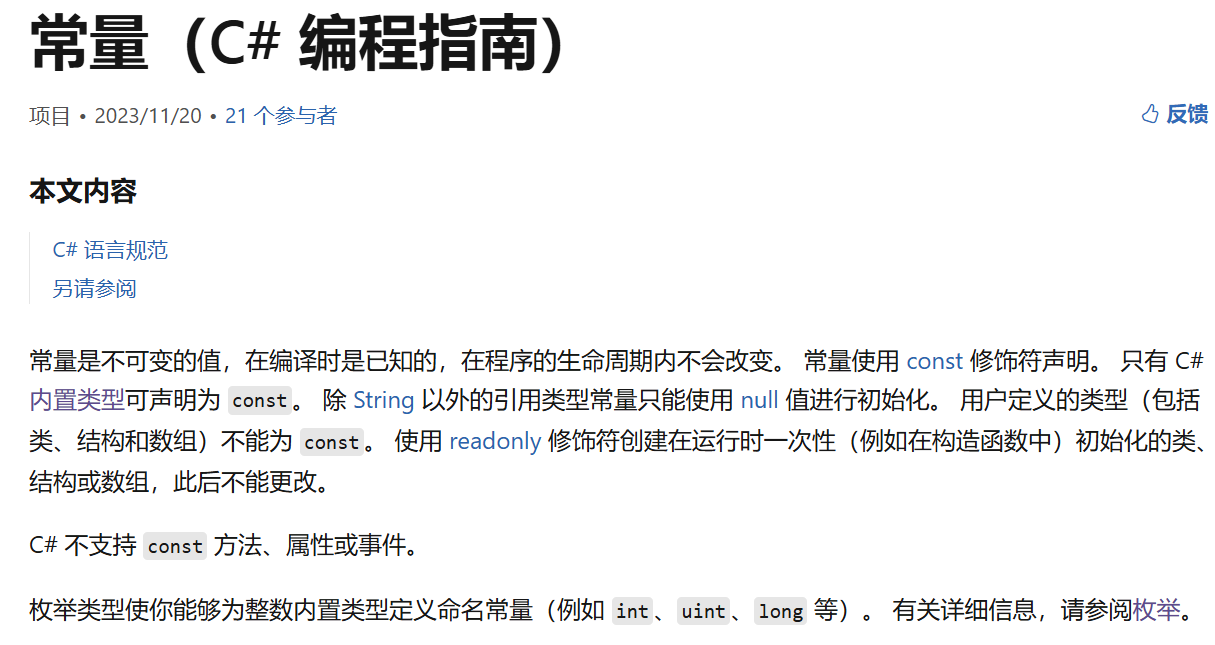 常量（C# 编程指南）
项目 • 2023/11/20 • 21 个参与者
反馈
本文内容
C# 语言规范
另请参阅
常量是不可变的值，在编译时是已知的，在程序的生命周期内不会改变。 常量使用 const 修饰符声明。 只有 C#
内置类型可声明为 const。 除 String 以外的引用类型常量只能使用 null 值进行初始化。 用户定义的类型（包括
类、结构和数组）不能为 const。 使用 readonly 修饰符创建在运行时一次性（例如在构造函数中）初始化的类、
结构或数组，此后不能更改。
C# 不支持 const 方法、属性或事件。
枚举类型使你能够为整数内置类型定义命名常量（例如 int、uint、long 等）。 有关详细信息，请参阅枚举。